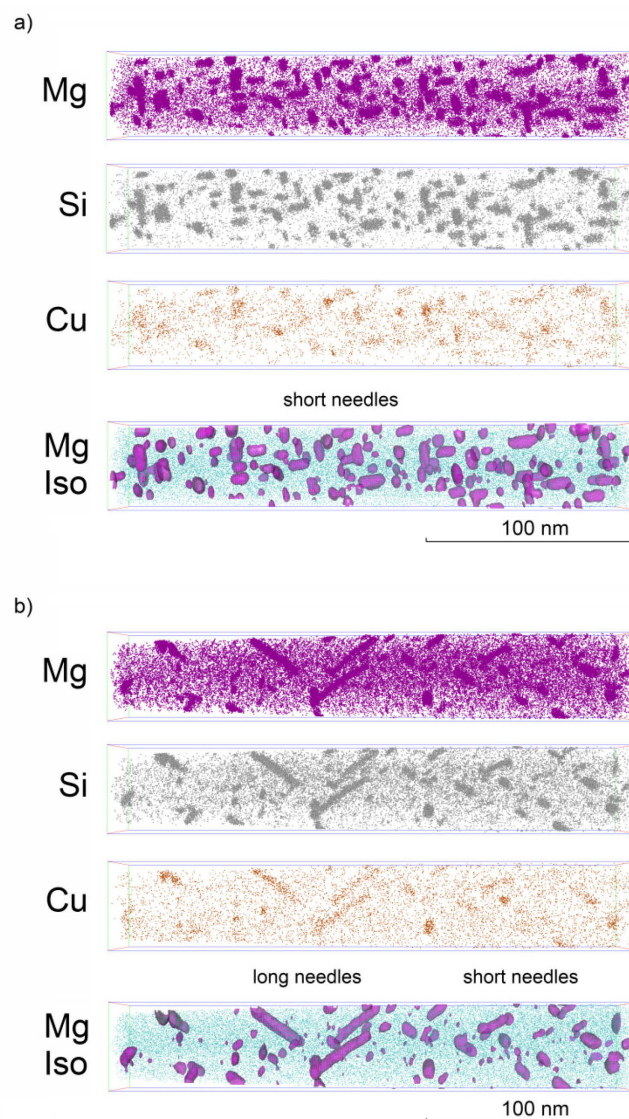 a)
Mg
Si
Cu
short needles
Mg
Iso
100 nm
b)
Mg
Si
Cu
long needles short needles
Mg
Iso
100 nm